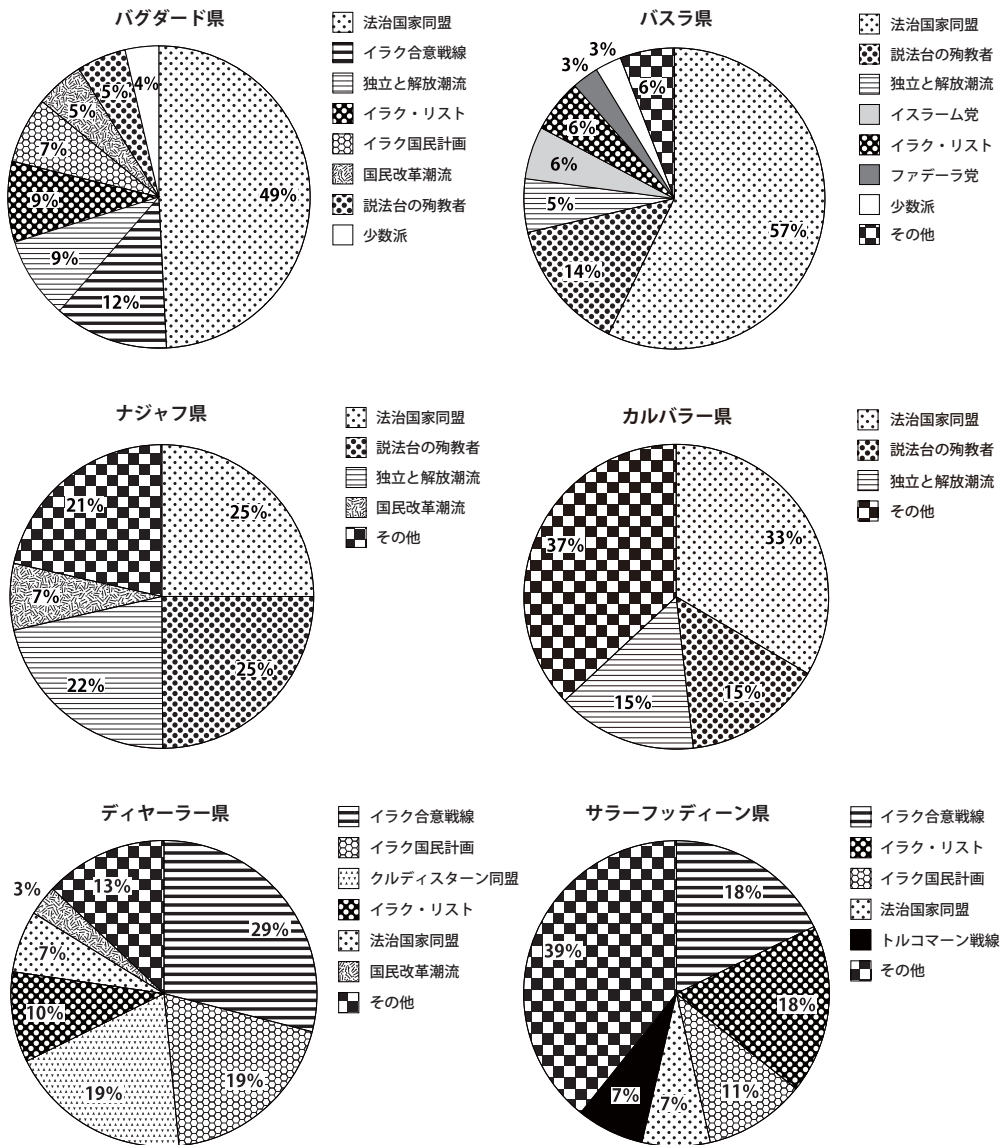 バグダード県
49%
12%
9%
9%
7%
5%
5%
4%
法治国家同盟
イラク合意戦線
独立と解放潮流
イラク・リスト
イラク国民計画
国民改革潮流
説法台の殉教者
少数派
バスラ県
57%
14%
5%
6%
6%
3%
3%
6%
法治国家同盟
説法台の殉教者
独立と解放潮流
イスラーム党
イラク・リスト
ファデーラ党
少数派
その他
ナジャフ県
25%
25%
22%
7%
21%
法治国家同盟
説法台の殉教者
独立と解放潮流
国民改革潮流
その他
カルバラー県
33%
15%
15%
37%
法治国家同盟
説法台の殉教者
独立と解放潮流
その他
ディヤーラー県
29%
19%
19%
10%
7%
3%
13%
イラク合意戦線
イラク国民計画
クルディスターン同盟
イラク・リスト
法治国家同盟
国民改革潮流
その他
サラーフッディーン県
18%
18%
11%
7%
7%
39%
イラク合意戦線
イラク・リスト
イラク国民計画
法治国家同盟
トルコマーン戦線
その他